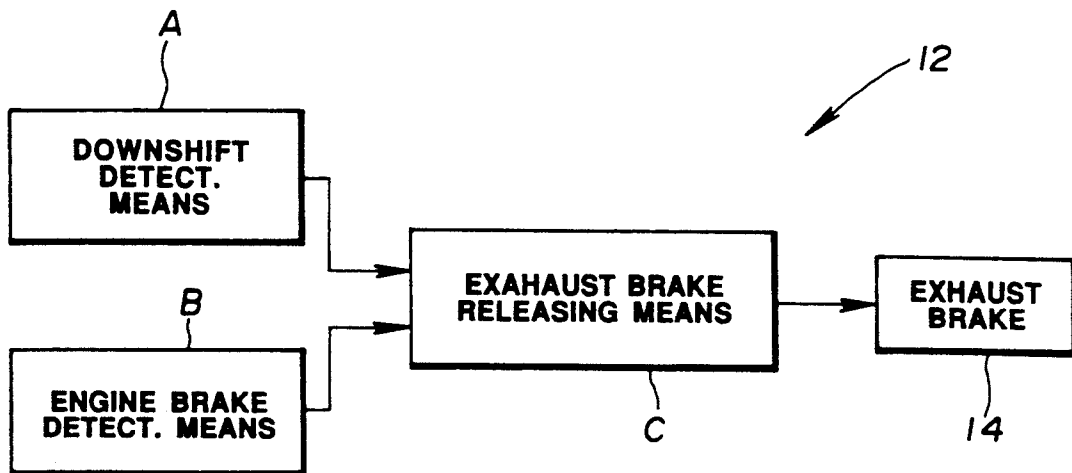 A
12
DOWNSHIFT
DETECT.
MEANS
EXAHAUST BRAKE
RELEASING MEANS
EXHAUST
BRAKE
B
ENGINE BRAKE
DETECT. MEANS
C
14